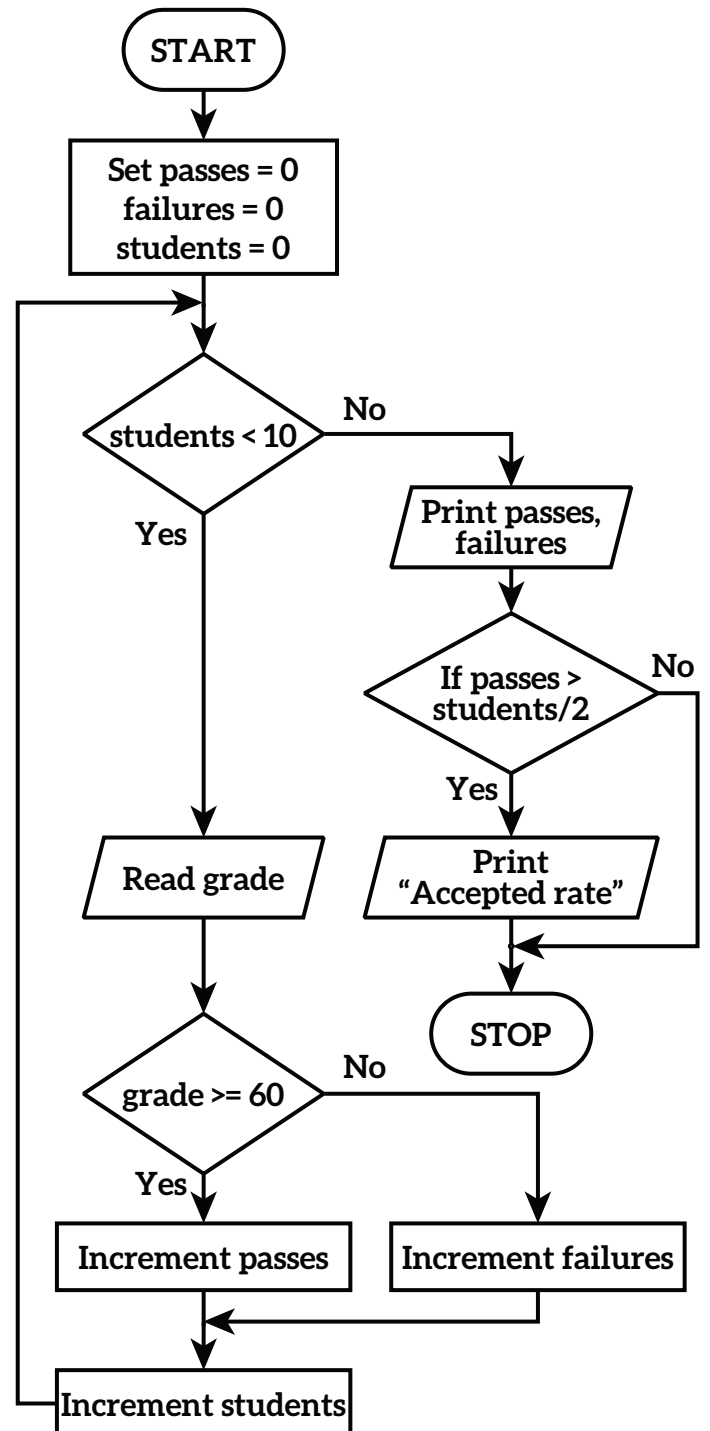 START
Set passes = 0
failures = 0
students = 0
students < 10
No
Yes
Print passes,
failures
If passes >
students/2
No
Yes
Print
“Accepted rate”
STOP
Read grade
grade >= 60
No
Yes
Increment passes
Increment failures
Increment students